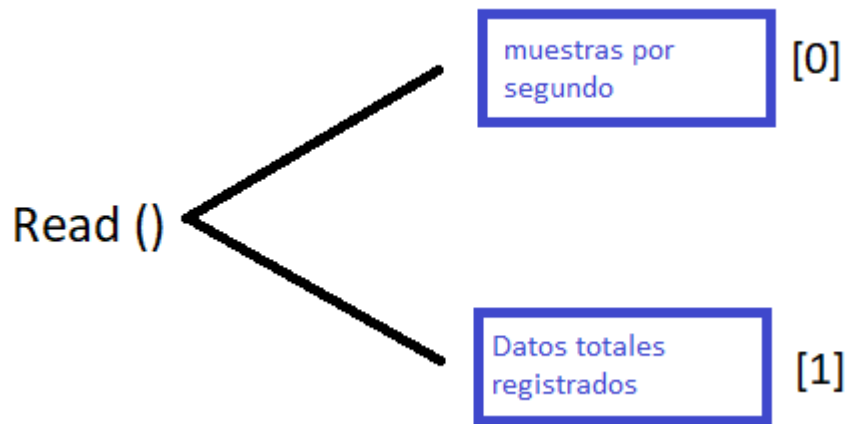 muestras por
segundo
[0]
Read ()
Datos totales
registrados
[1]